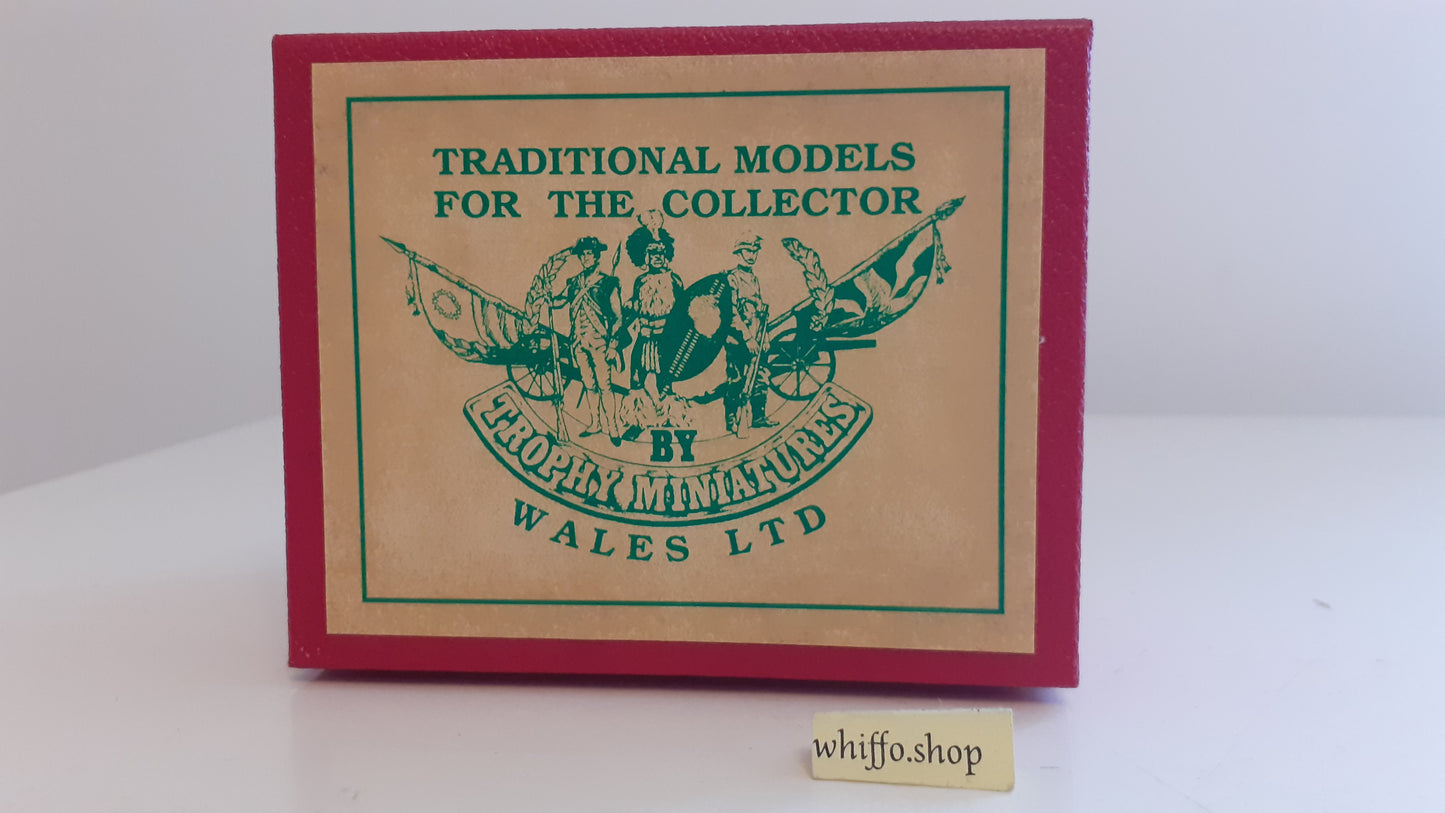 TRADITIONAL MODELS
FOR THE COLLECTOR
BY
TROPHY MINIATURES
WALES LTD
whiffo.shop